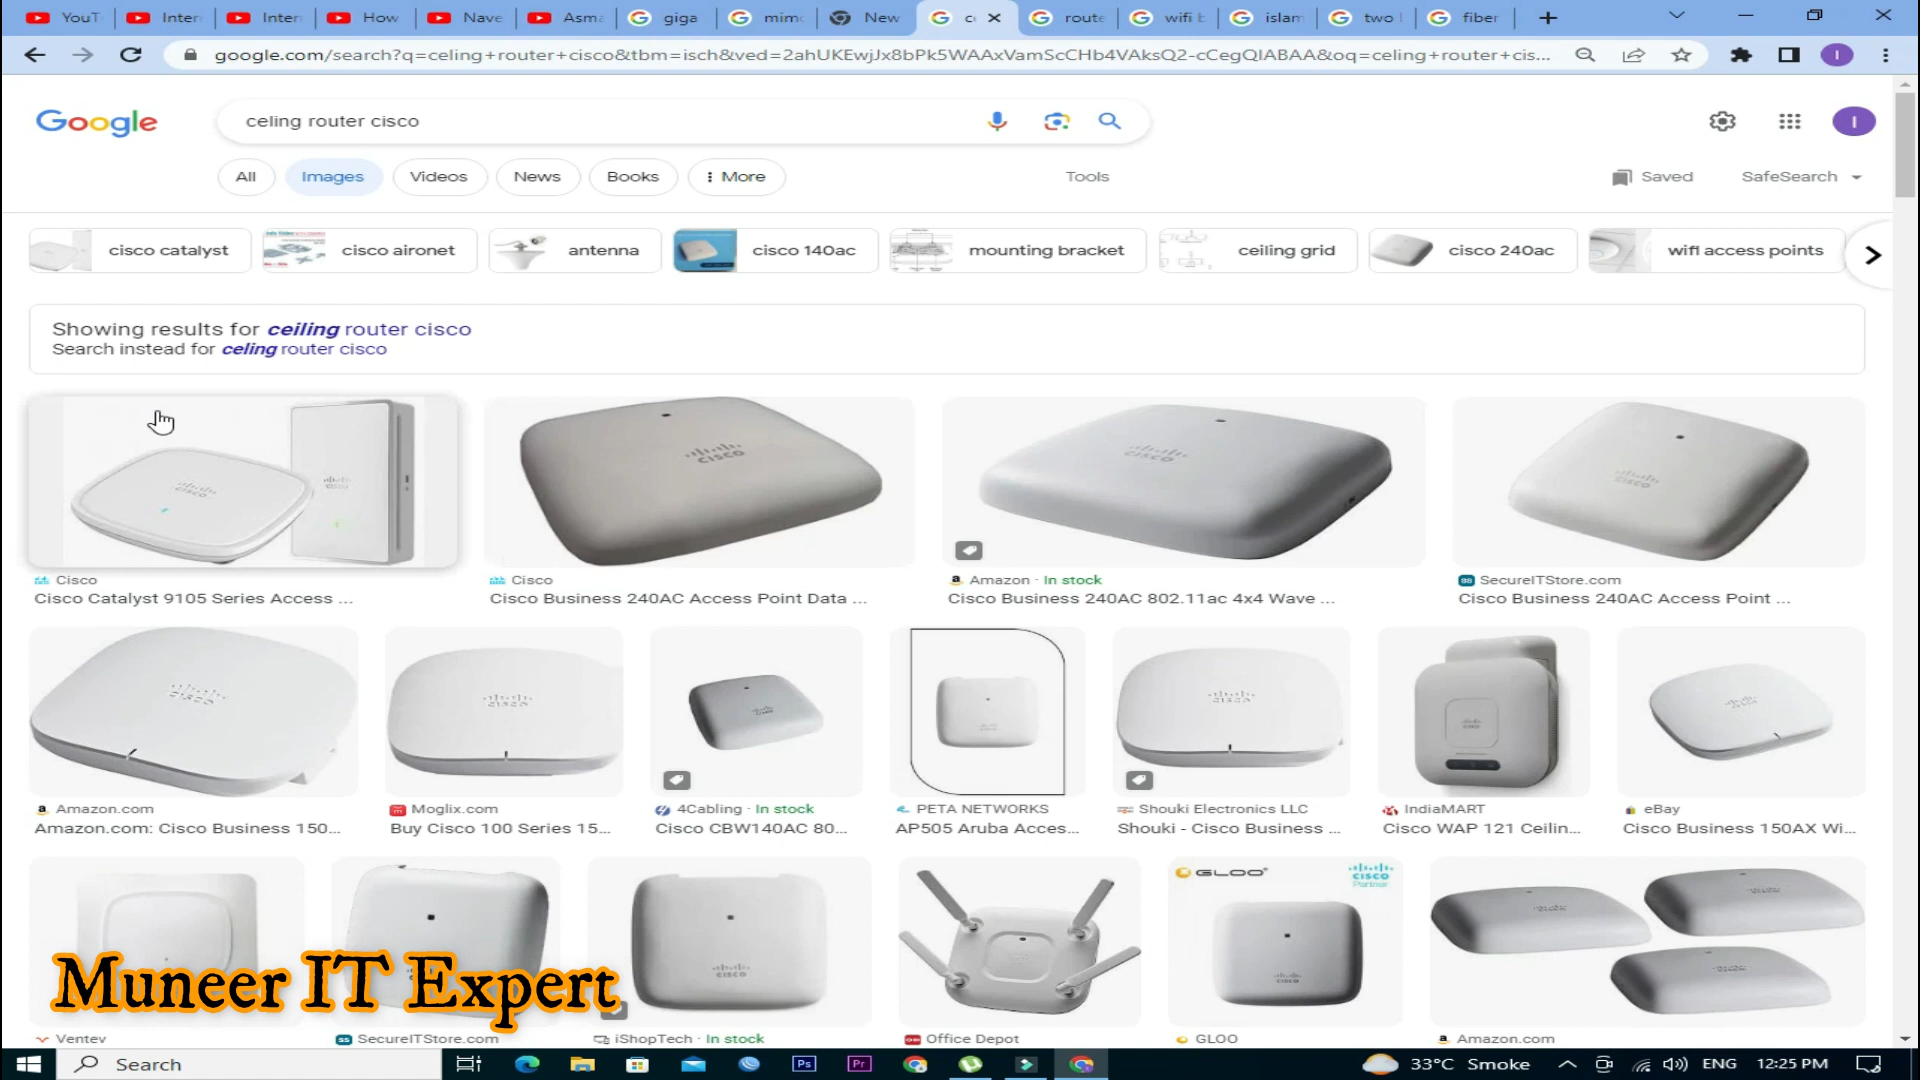 YouT
Inter
Inter
How
Nave
Asma
giga
mimo
New
route
wifi b
islam
two
fiber
google.com/search?q=celing+router+cisco&tbm=isch&ved=2ahUKEwjJx8bPk5WAAxVamScCHb4VAksQ2-cCegQIABAA&oq=celing+router+cis...
Google
celing router cisco
All
Images
Videos
News
Books
More
Tools
Saved
SafeSearch
cisco catalyst
cisco aironet
antenna
cisco 140ac
mounting bracket
ceiling grid
cisco 240ac
wifi access points
Showing results for ceiling router cisco
Search instead for celing router cisco
Cisco
Cisco Catalyst 9105 Series Access ...
Cisco
Cisco Business 240AC Access Point Data ...
Amazon · In stock
Cisco Business 240AC 802.11ac 4x4 Wave ...
SecureITStore.com
Cisco Business 240AC Access Point ...
Amazon.com
Amazon.com: Cisco Business 150...
Moglix.com
Buy Cisco 100 Series 15...
4Cabling · In stock
Cisco CBW140AC 80...
PETA NETWORKS
AP505 Aruba Acces...
Shouki Electronics LLC
Shouki - Cisco Business ...
IndiaMART
Cisco WAP 121 Ceilin...
eBay
Cisco Business 150AX Wi...
GLOO
CISCO
Partner
Muneer IT Expert
Ventev
SecureITStore.com
iShopTech · In stock
Office Depot
GLOO
Amazon.com
Search
Ps
Pr
33°C Smoke
ENG
12:25 PM